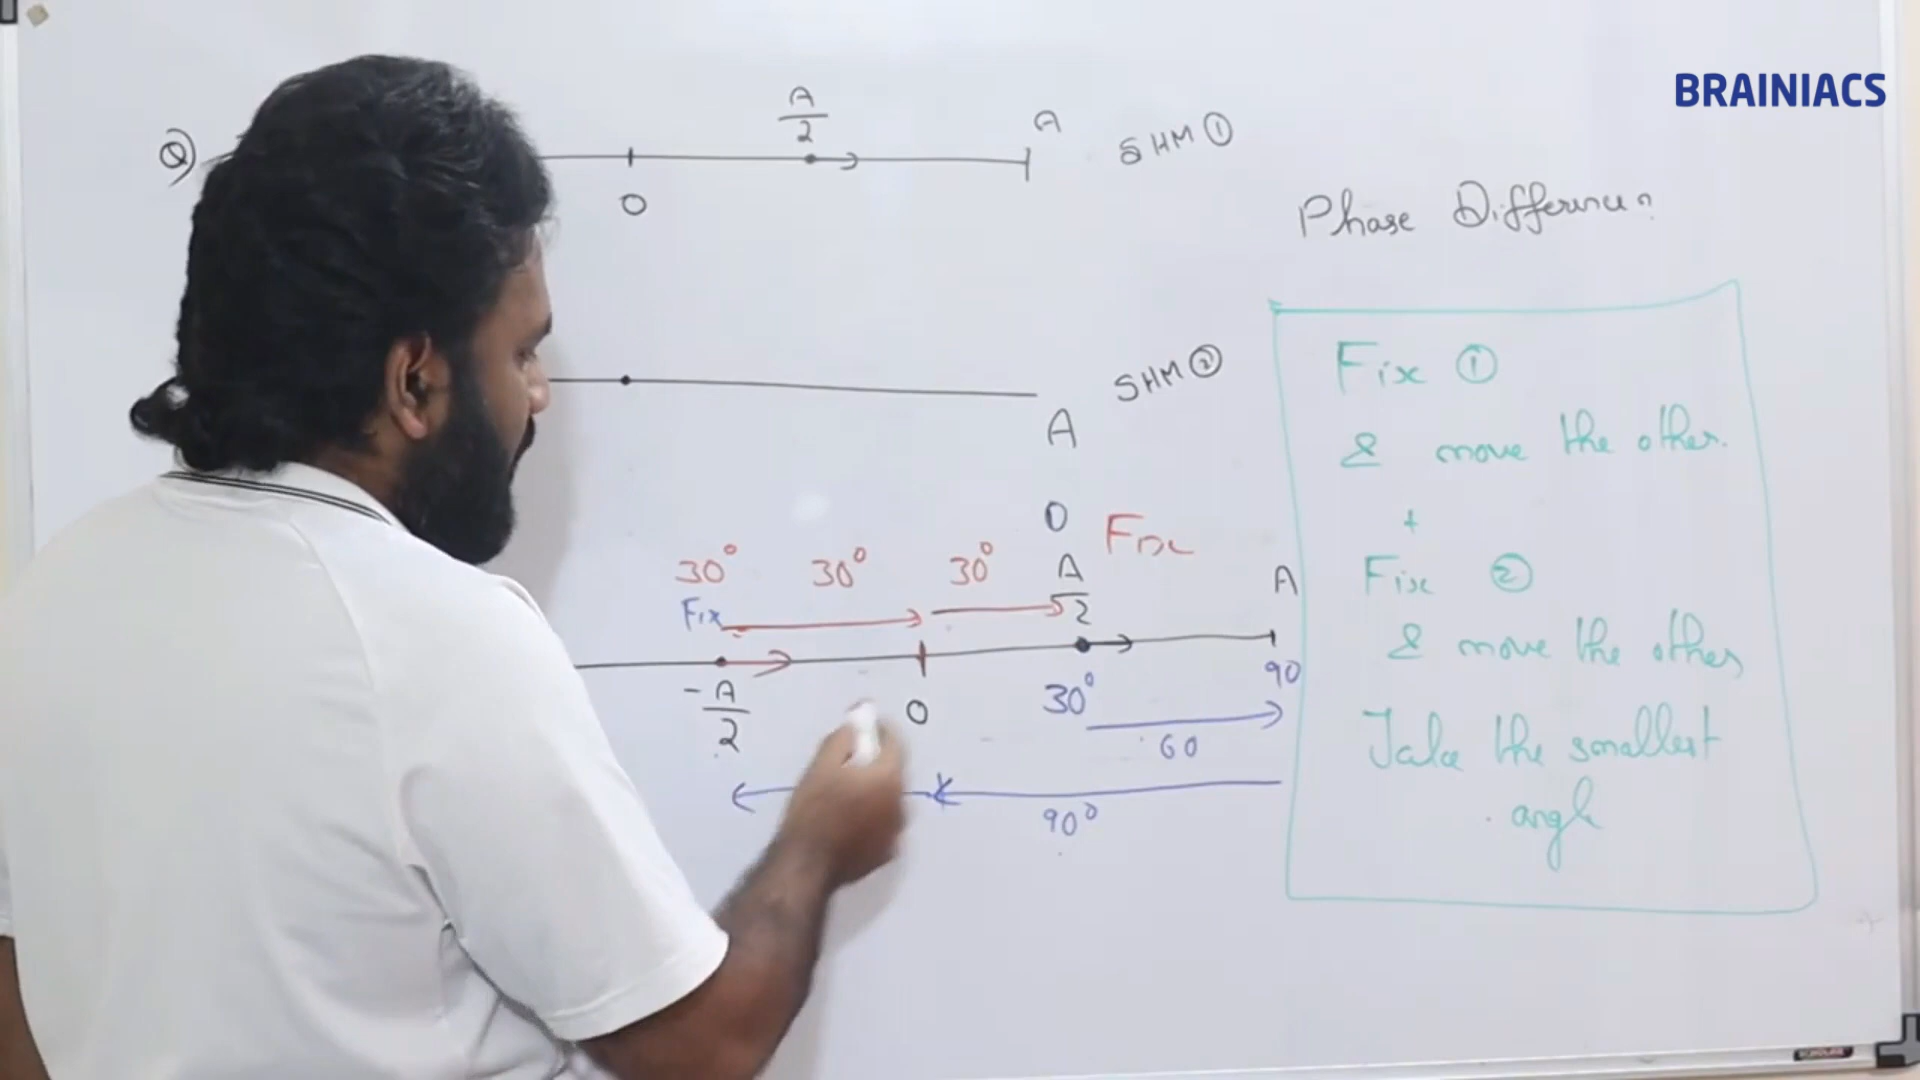 BRAINIACS
Q)
A/2
A
SHM ①
0
Phase Difference?
SHM ②
A
0
Fix
30° 30° 30°
A/2
A
Fix
-A/2
0
30°
90
60
90°
Fix ①
& move the other.
+
Fix ②
& move the other
Take the smallest
angle